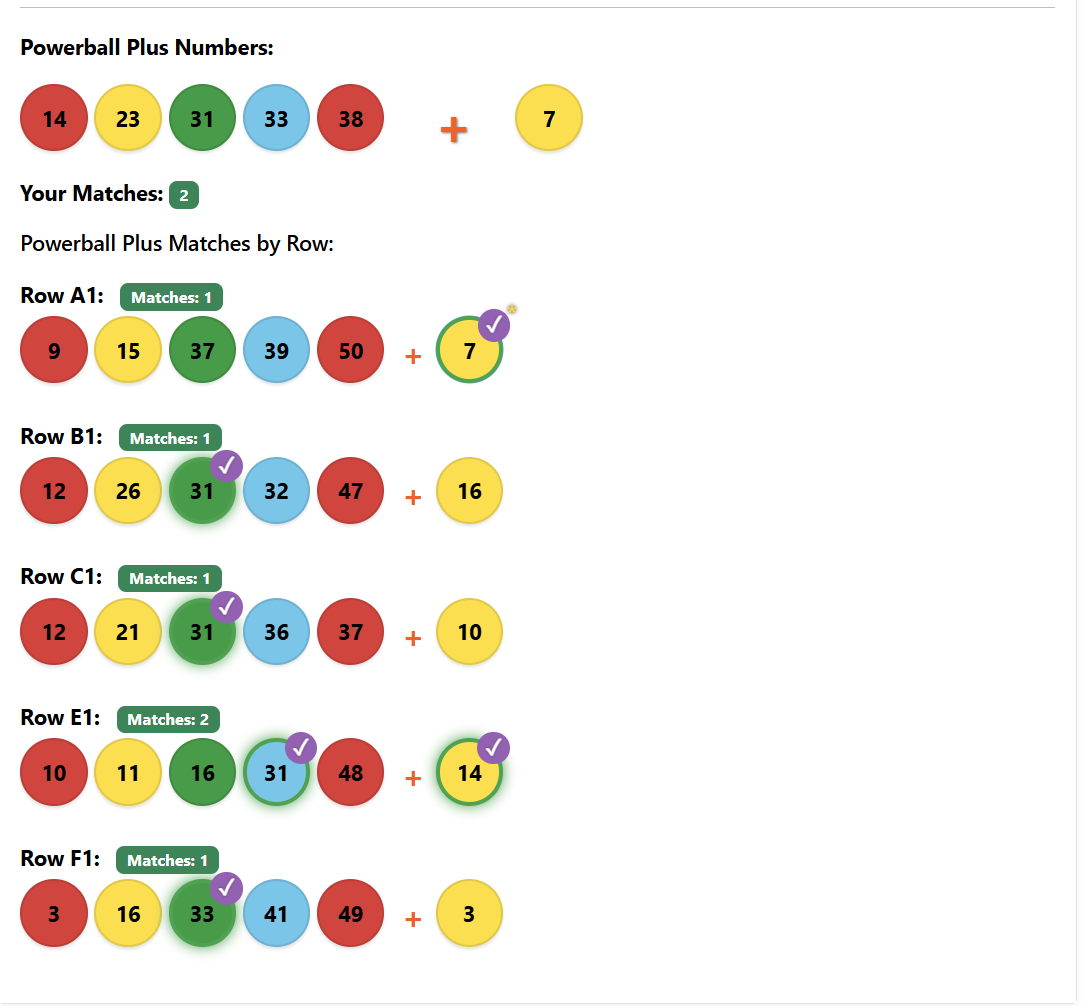 Powerball Plus Numbers:
14 23 31 33 38 + 7
Your Matches: 2
Powerball Plus Matches by Row:
Row A1: Matches: 1
9 15 37 39 50 + 7
Row B1: Matches: 1
12 26 31 32 47 + 16
Row C1: Matches: 1
12 21 31 36 37 + 10
Row E1: Matches: 2
10 11 16 31 48 + 14
Row F1: Matches: 1
3 16 33 41 49 + 3